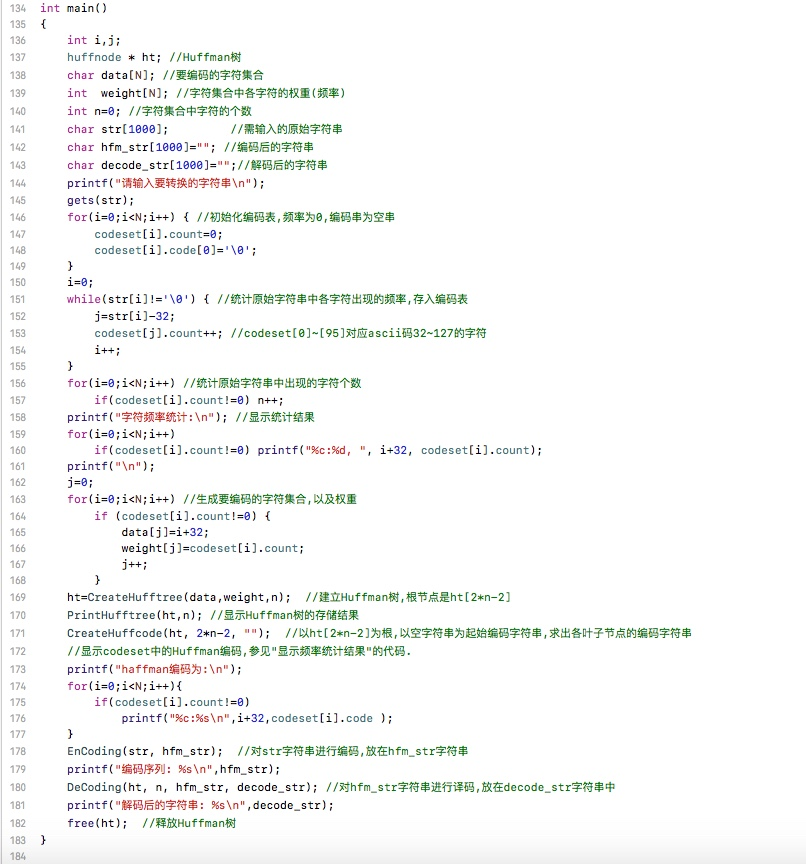 134 int main()
135 {
136     int i,j;
137     huffnode * ht; //Huffman树
138     char data[N]; //要编码的字符集合
139     int  weight[N]; //字符集合中各字符的权重(频率)
140     int n=0; //字符集合中字符的个数
141     char str[1000];         //需输入的原始字符串
142     char hfm_str[1000]=""; //编码后的字符串
143     char decode_str[1000]="";//解码后的字符串
144     printf("请输入要转换的字符串\n");
145     gets(str);
146     for(i=0;i<N;i++) { //初始化编码表,频率为0,编码串为空串
147         codeset[i].count=0;
148         codeset[i].code[0]='\0';
149     }
150     i=0;
151     while(str[i]!='\0') { //统计原始字符串中各字符出现的频率,存入编码表
152         j=str[i]-32;
153         codeset[j].count++; //codeset[0]~[95]对应ascii码32~127的字符
154         i++;
155     }
156     for(i=0;i<N;i++) //统计原始字符串中出现的字符个数
157         if(codeset[i].count!=0) n++;
158     printf("字符频率统计:\n"); //显示统计结果
159     for(i=0;i<N;i++)
160         if(codeset[i].count!=0) printf("%c:%d, ", i+32, codeset[i].count);
161     printf("\n");
162     j=0;
163     for(i=0;i<N;i++) //生成要编码的字符集合,以及权重
164         if (codeset[i].count!=0) {
165             data[j]=i+32;
166             weight[j]=codeset[i].count;
167             j++;
168         }
169     ht=CreateHufftree(data,weight,n);  //建立Huffman树,根节点是ht[2*n-2]
170     PrintHufftree(ht,n); //显示Huffman树的存储结果
171     CreateHuffcode(ht, 2*n-2, "");  //以ht[2*n-2]为根,以空字符串为起始编码字符串,求出各叶子节点的编码字符串
172     //显示codeset中的Huffman编码,参见"显示频率统计结果"的代码.
173     printf("haffman编码为:\n");
174     for(i=0;i<N;i++){
175         if(codeset[i].count!=0)
176             printf("%c:%s\n",i+32,codeset[i].code );
177     }
178     EnCoding(str, hfm_str);  //对str字符串进行编码,放在hfm_str字符串
179     printf("编码序列: %s\n",hfm_str);
180     DeCoding(ht, n, hfm_str, decode_str); //对hfm_str字符串进行译码,放在decode_str字符串中
181     printf("解码后的字符串: %s\n",decode_str);
182     free(ht);  //释放Huffman树
183 }
184